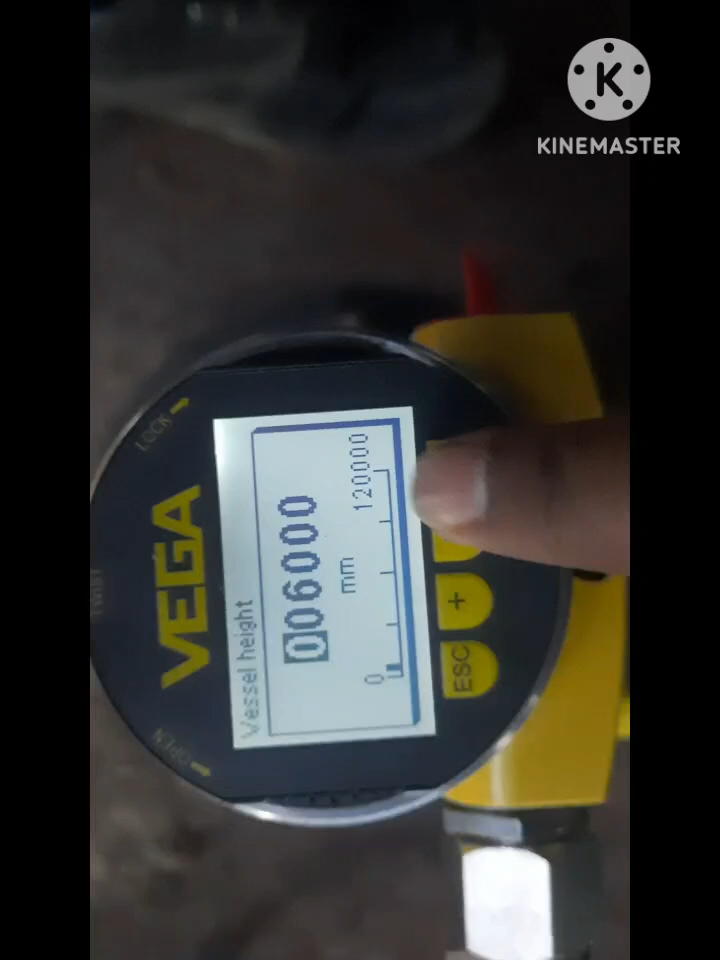 KINEMASTER
LOCK
VEGA
OPEN
Vessel height
006000
mm
0
120000
ESC
+